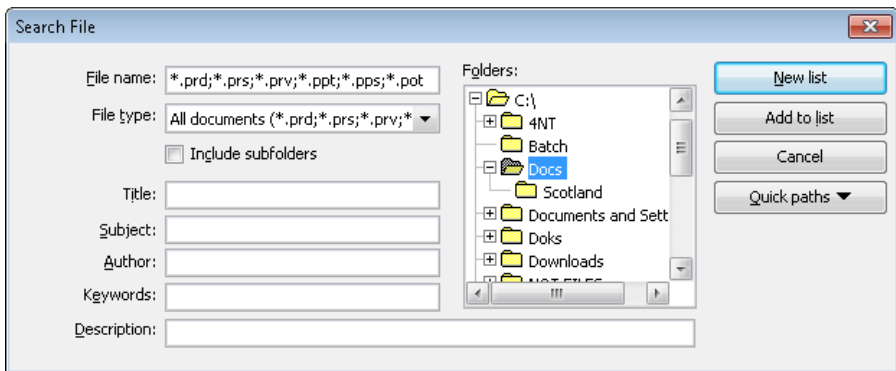 Search File
File name: *.prd;*.prs;*.prv;*.ppt;*.pps;*.pot
File type: All documents (*.prd;*.prs;*.prv;*
Include subfolders
Title:
Subject:
Author:
Keywords:
Description:
Folders:
C:\
4NT
Batch
Docs
Scotland
Documents and Sett
Doks
Downloads
New list
Add to list
Cancel
Quick paths